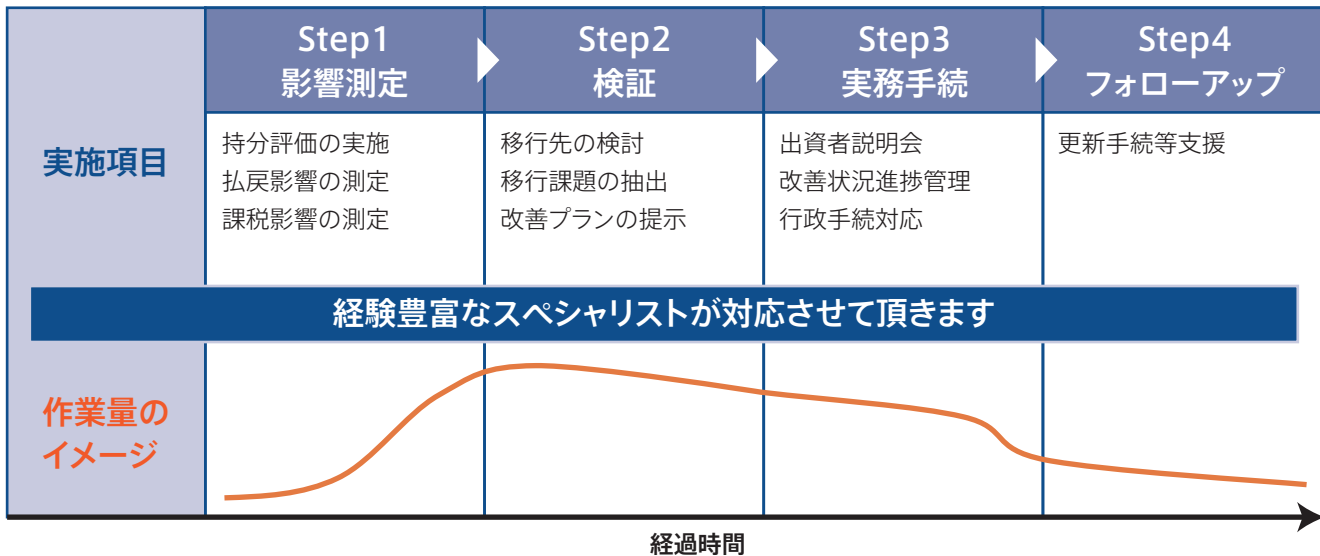 Step1
影響測定
Step2
検証
Step3
実務手続
Step4
フォローアップ
実施項目
持分評価の実施
払戻影響の測定
課税影響の測定
移行先の検討
移行課題の抽出
改善プランの提示
出資者説明会
改善状況進捗管理
行政手続対応
更新手続等支援
経験豊富なスペシャリストが対応させて頂きます
作業量の
イメージ
経過時間